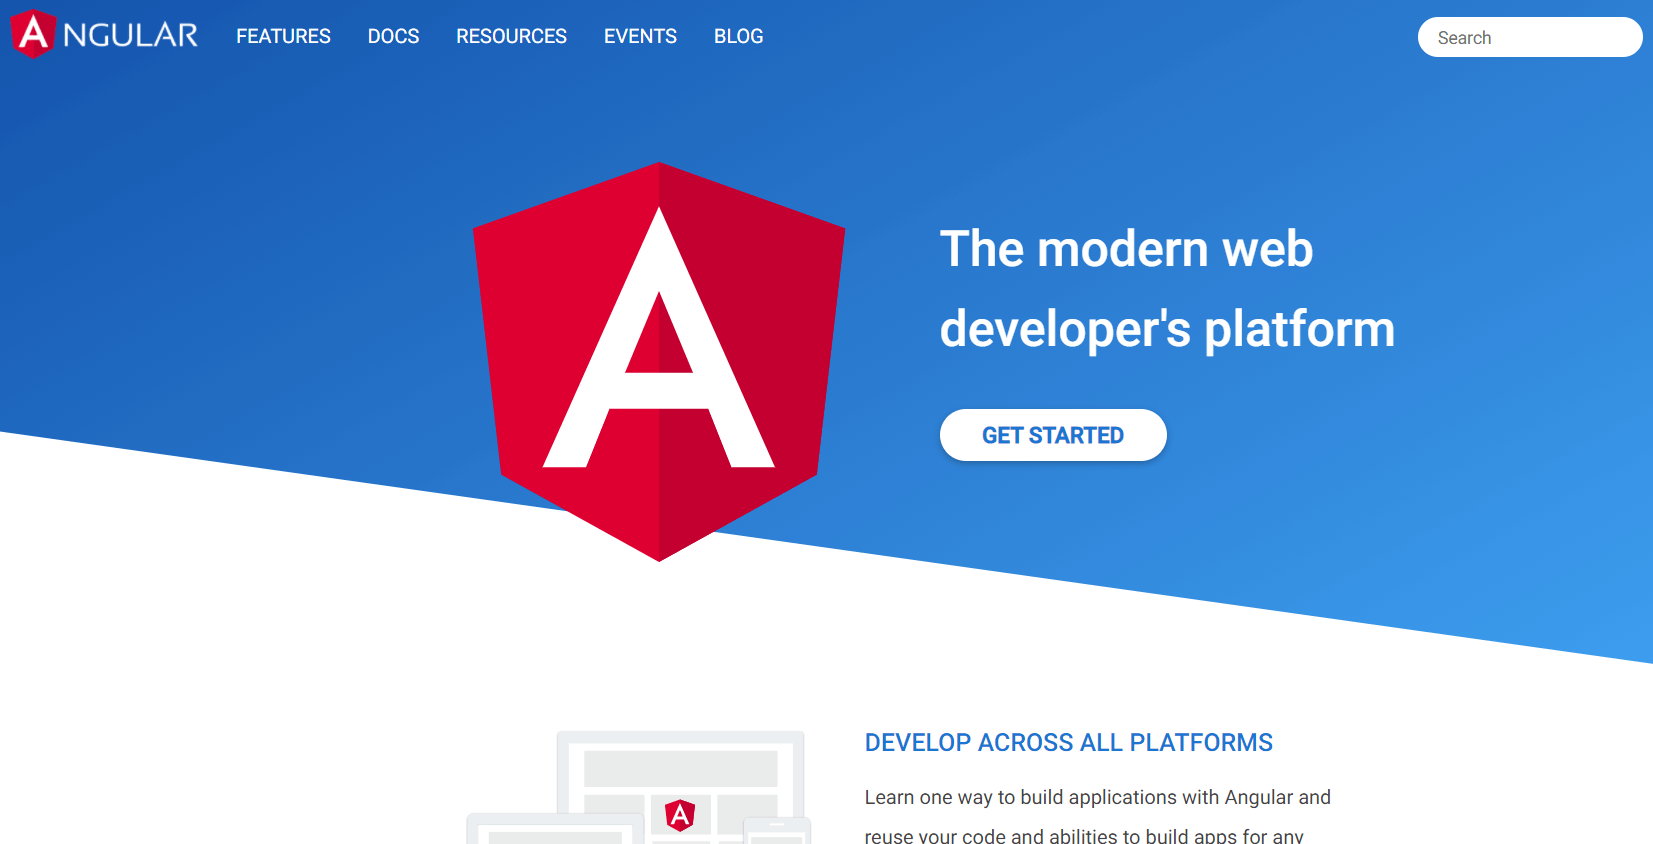 ANGULAR FEATURES DOCS RESOURCES EVENTS BLOG Search
The modern web
developer's platform
GET STARTED
DEVELOP ACROSS ALL PLATFORMS
Learn one way to build applications with Angular and
reuse your code and abilities to build apps for any